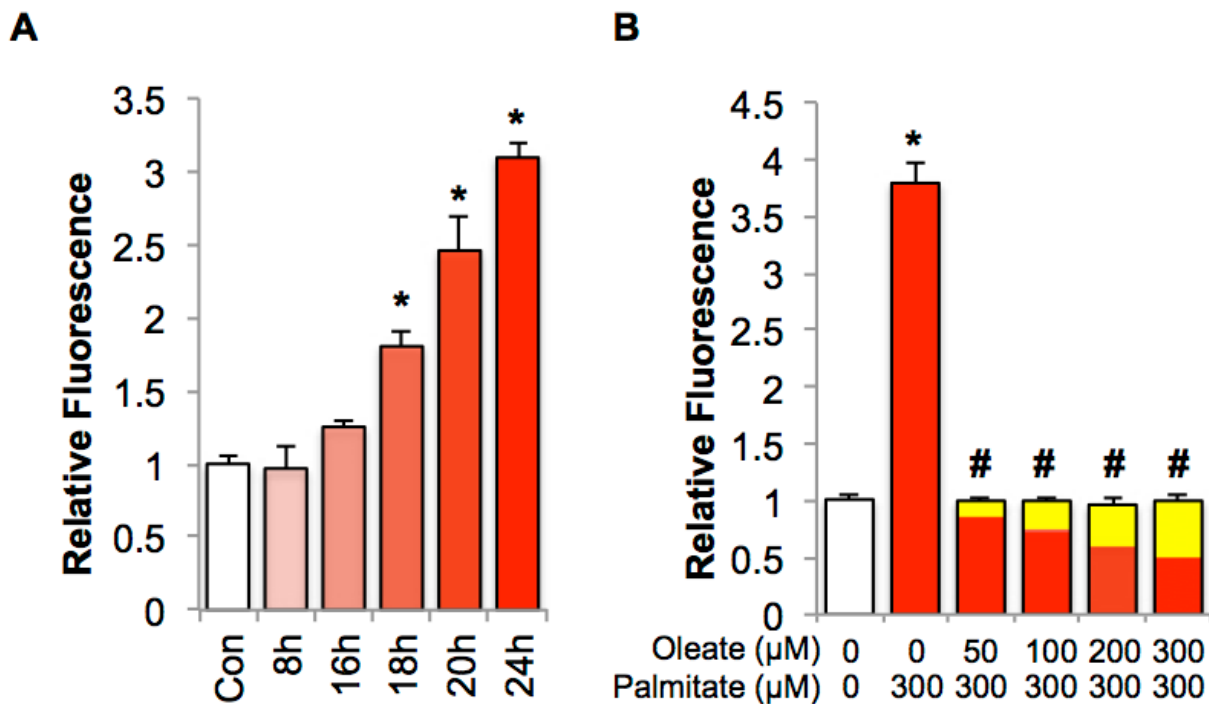 A
Relative Fluorescence
3.5
3
2.5
2
1.5
1
0.5
0
*
*
*
Con
8h
16h
18h
20h
24h
B
Relative Fluorescence
4.5
4
3.5
3
2.5
2
1.5
1
0.5
0
*
# # # #
Oleate (μM) 0 0 50 100 200 300
Palmitate (μM) 0 300 300 300 300 300